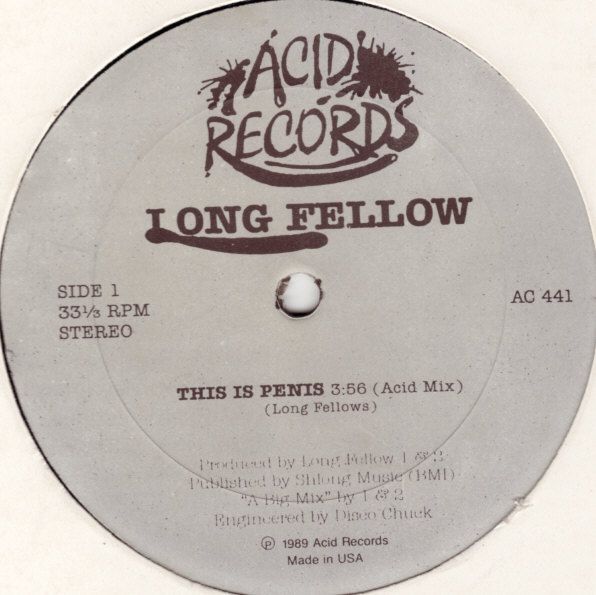 ACID
RECORDS
LONG FELLOW
SIDE 1
33⅓ RPM
STEREO
AC 441
THIS IS PENIS 3:56 (Acid Mix)
(Long Fellows)
Produced by Long Fellow 1 & 2
Published by Shlong Music (BMI)
"A Big Mix" by 1 & 2
Engineered by Disco Chuck
℗ 1989 Acid Records
Made in USA